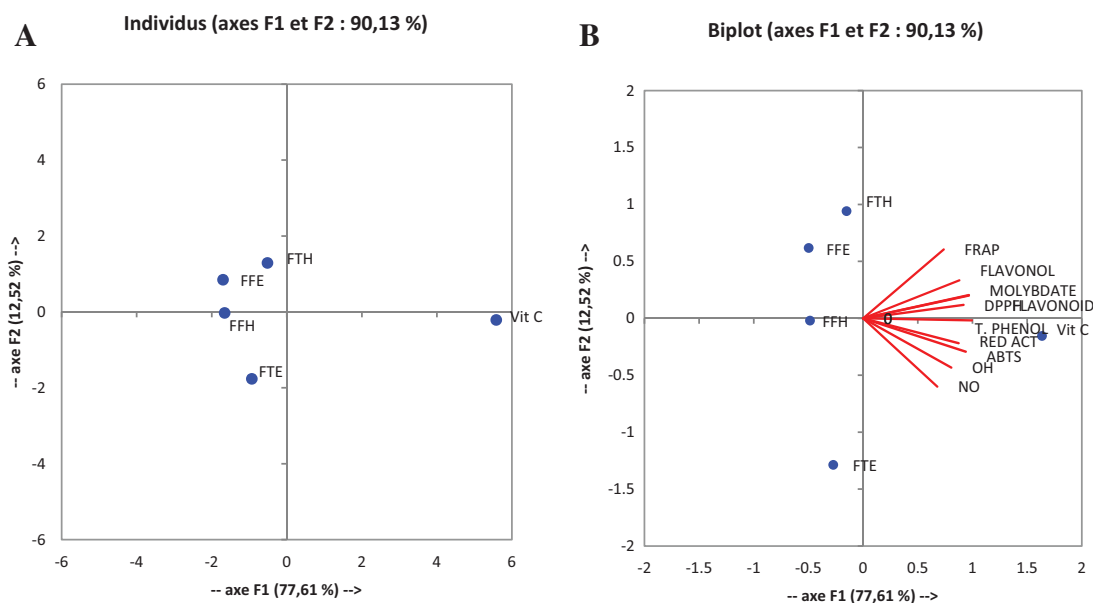 A
Individus (axes F1 et F2 : 90,13 %)
6
4
2
0
-2
-4
-6
-6
-4
-2
0
2
4
6
-- axe F2 (12,52 %) -->
-- axe F1 (77,61 %) -->
FTH
FFE
FFH
FTE
Vit C
B
Biplot (axes F1 et F2 : 90,13 %)
2
1.5
1
0.5
0
-0.5
-1
-1.5
-2
-2
-1.5
-1
-0.5
0
0.5
1
1.5
2
-- axe F2 (12,52 %) -->
-- axe F1 (77,61 %) -->
FTH
FFE
FFH
FTE
FRAP
FLAVONOL
MOLYBDATE
DPPH
FLAVONOID
0
T. PHENOL
Vit C
RED ACT
ABTS
OH
NO